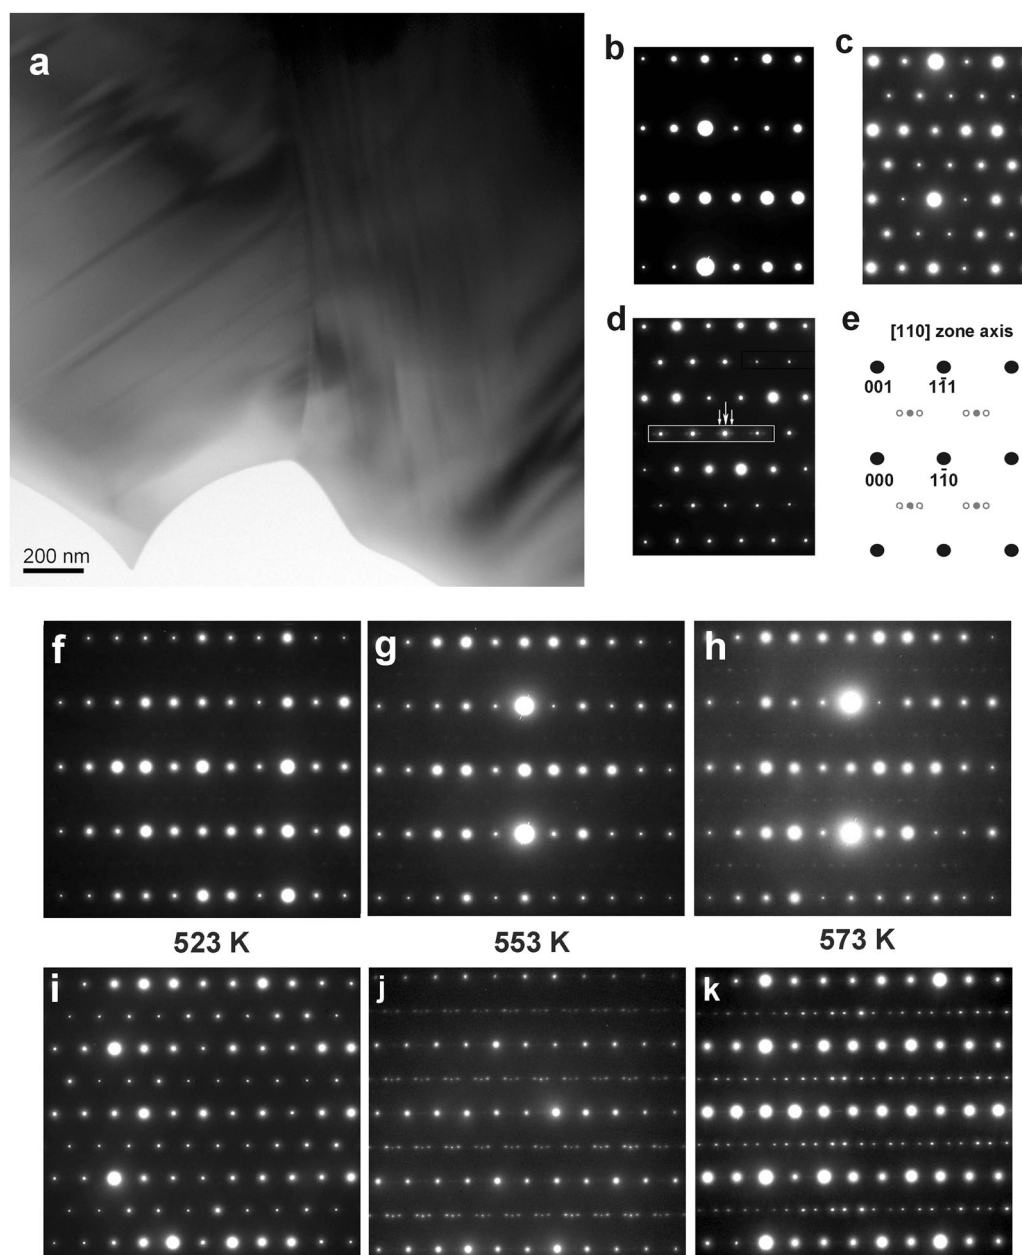 a
b
c
d
e
[110] zone axis
001
11̄1
000
11̄0
200 nm
f
g
h
523 K
553 K
573 K
i
j
k